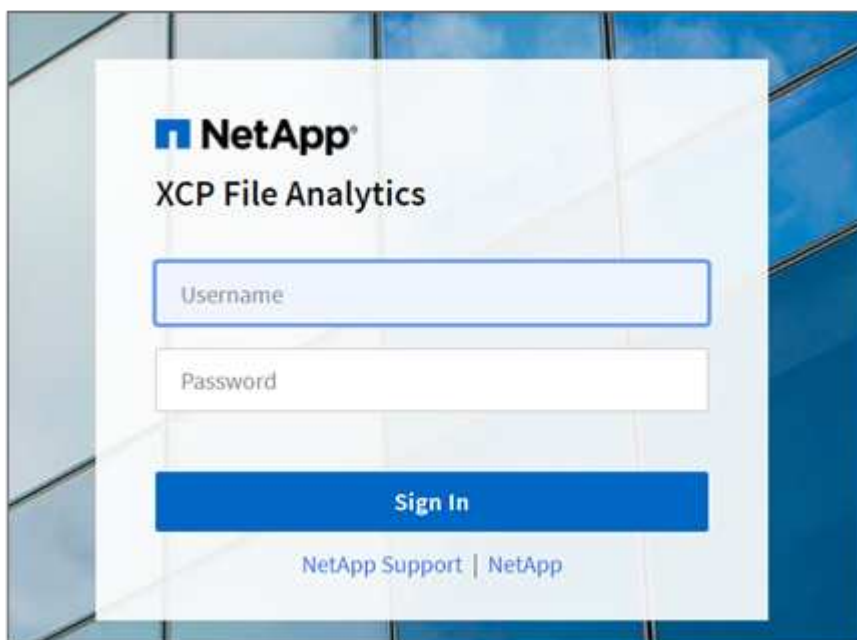 NetApp®
XCP File Analytics
Username
Password
Sign In
NetApp Support | NetApp